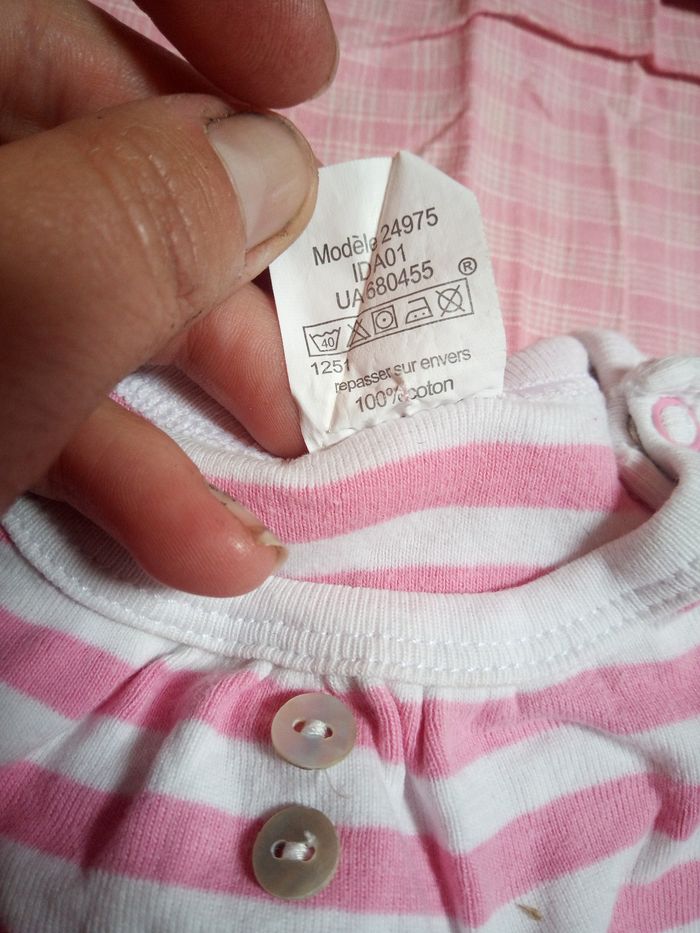 Modèle 24975
IDA01
UA680455 ®
40
1251
repasser sur envers
100% coton